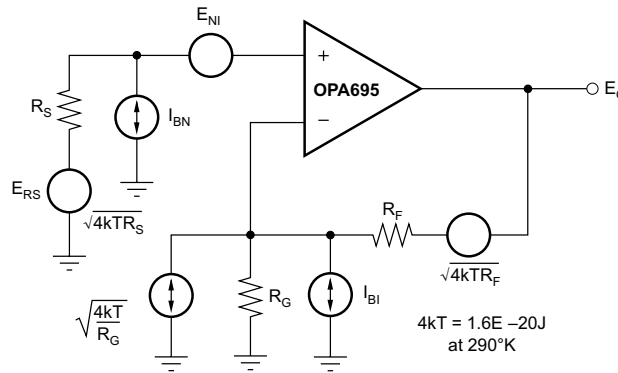 E_NI
+
OPA695
−
E_O
R_S
I_BN
E_RS
√4kTR_S
R_F
√4kTR_F
√4kT/R_G
R_G
I_BI
4kT = 1.6E –20J
at 290°K